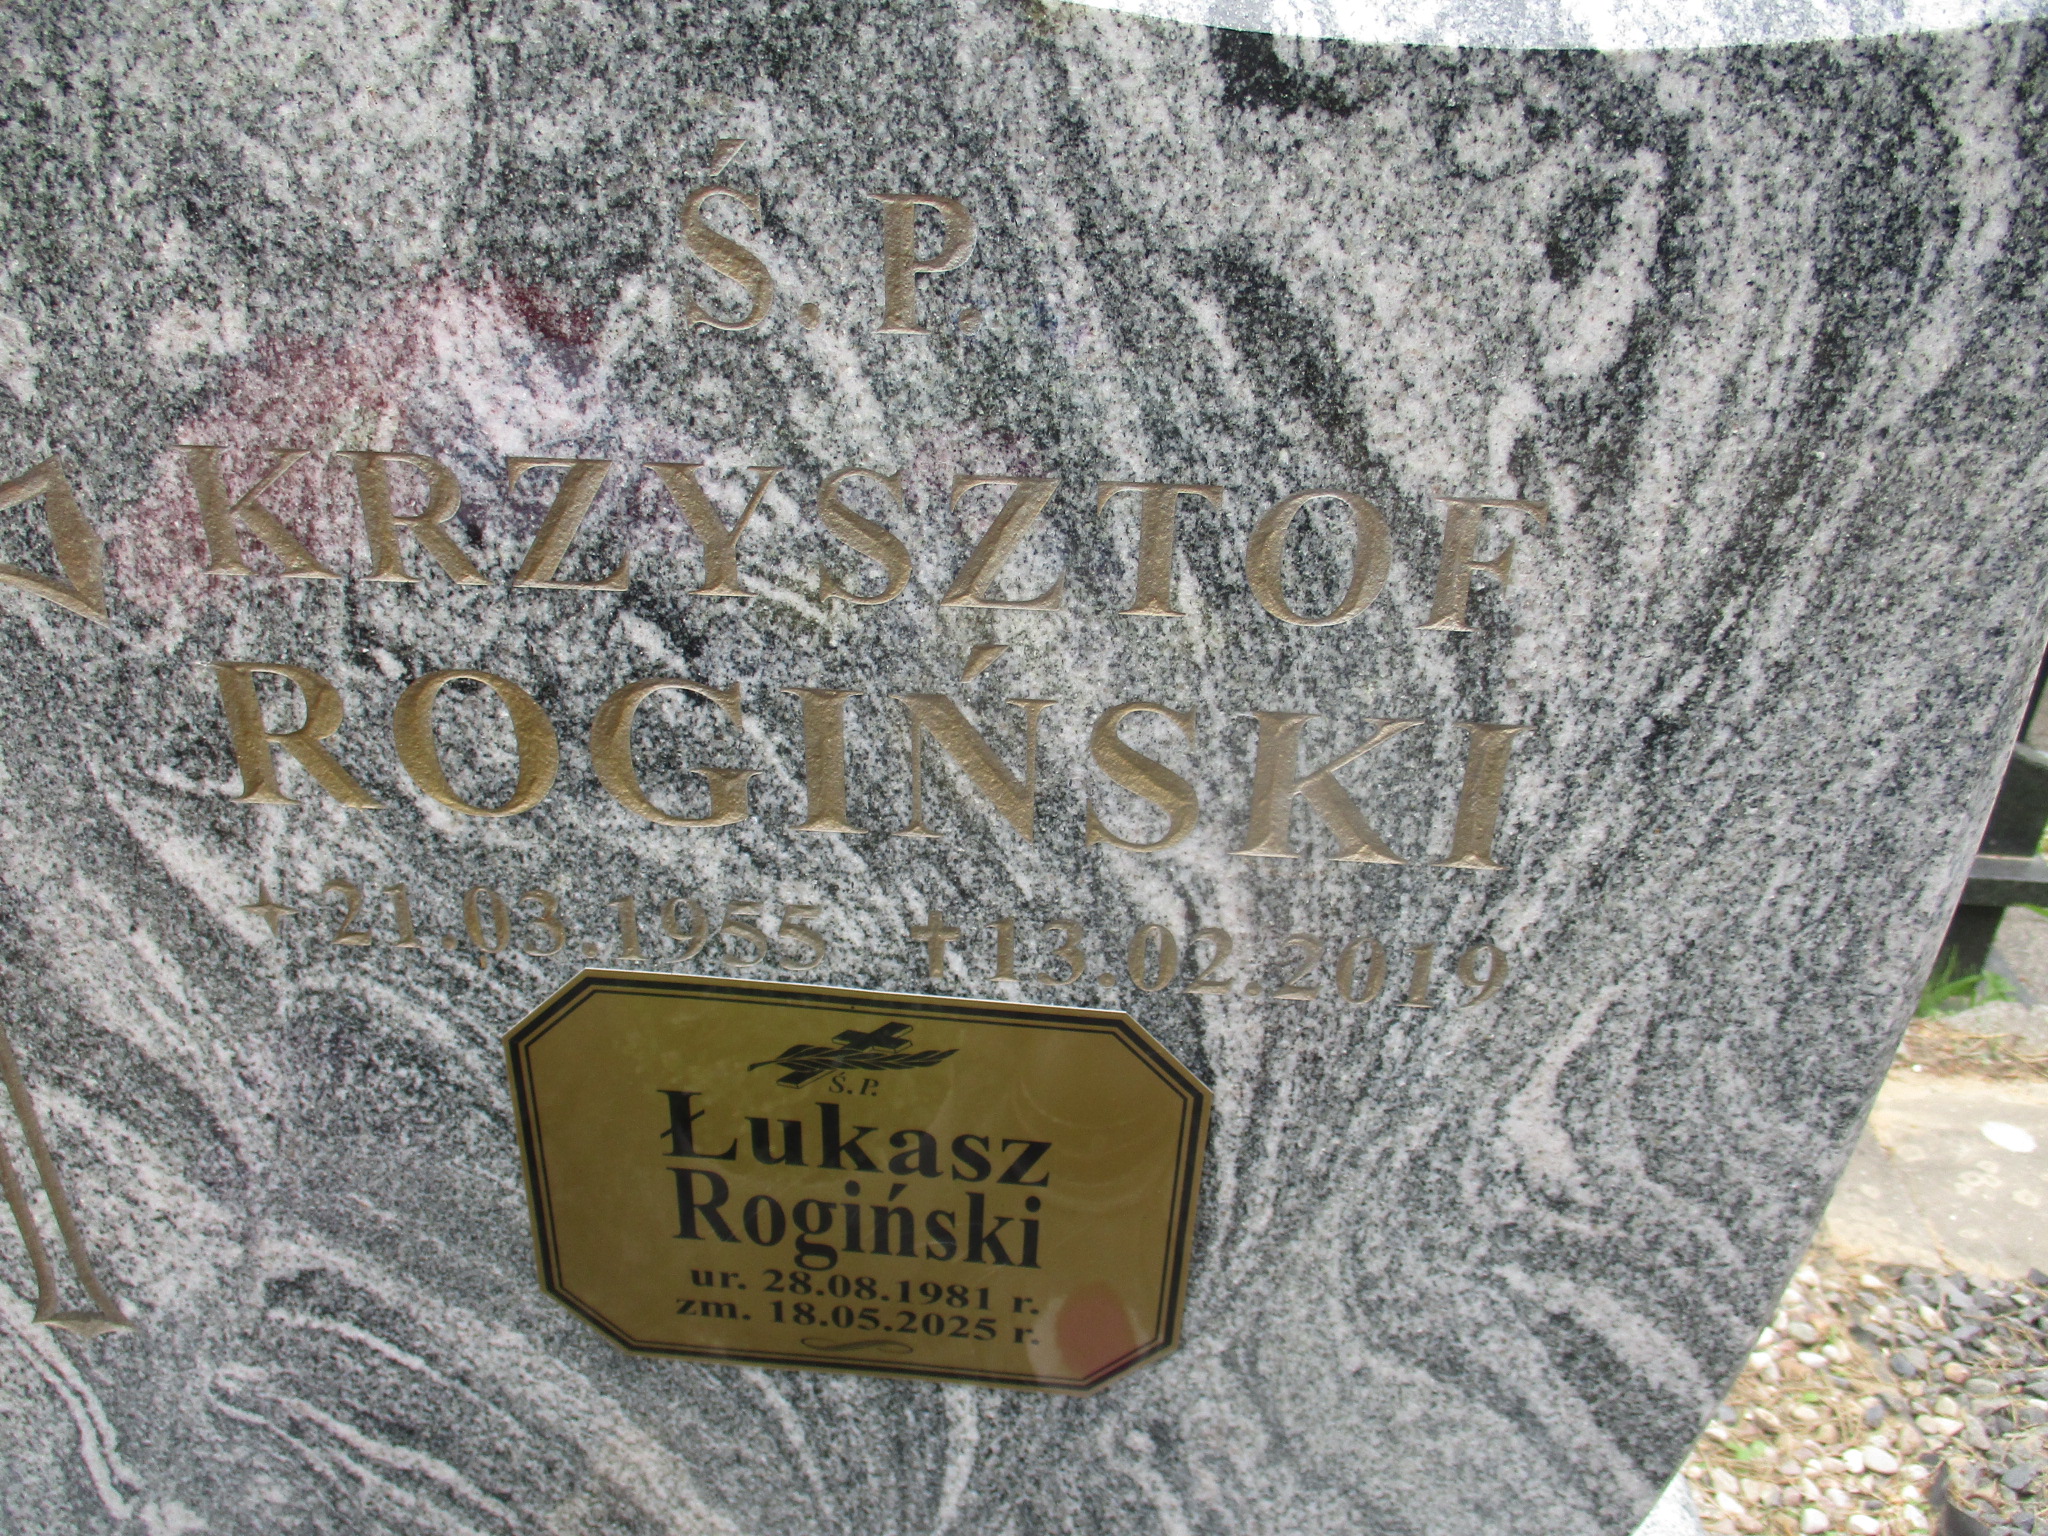 Ś. P.
KRZYSZTOF
ROGIŃSKI
21.03.1955 ✝ 13.02.2019
Ś. P.
Łukasz
Rogiński
ur. 28.08.1981 r.
zm. 18.05.2025 r.